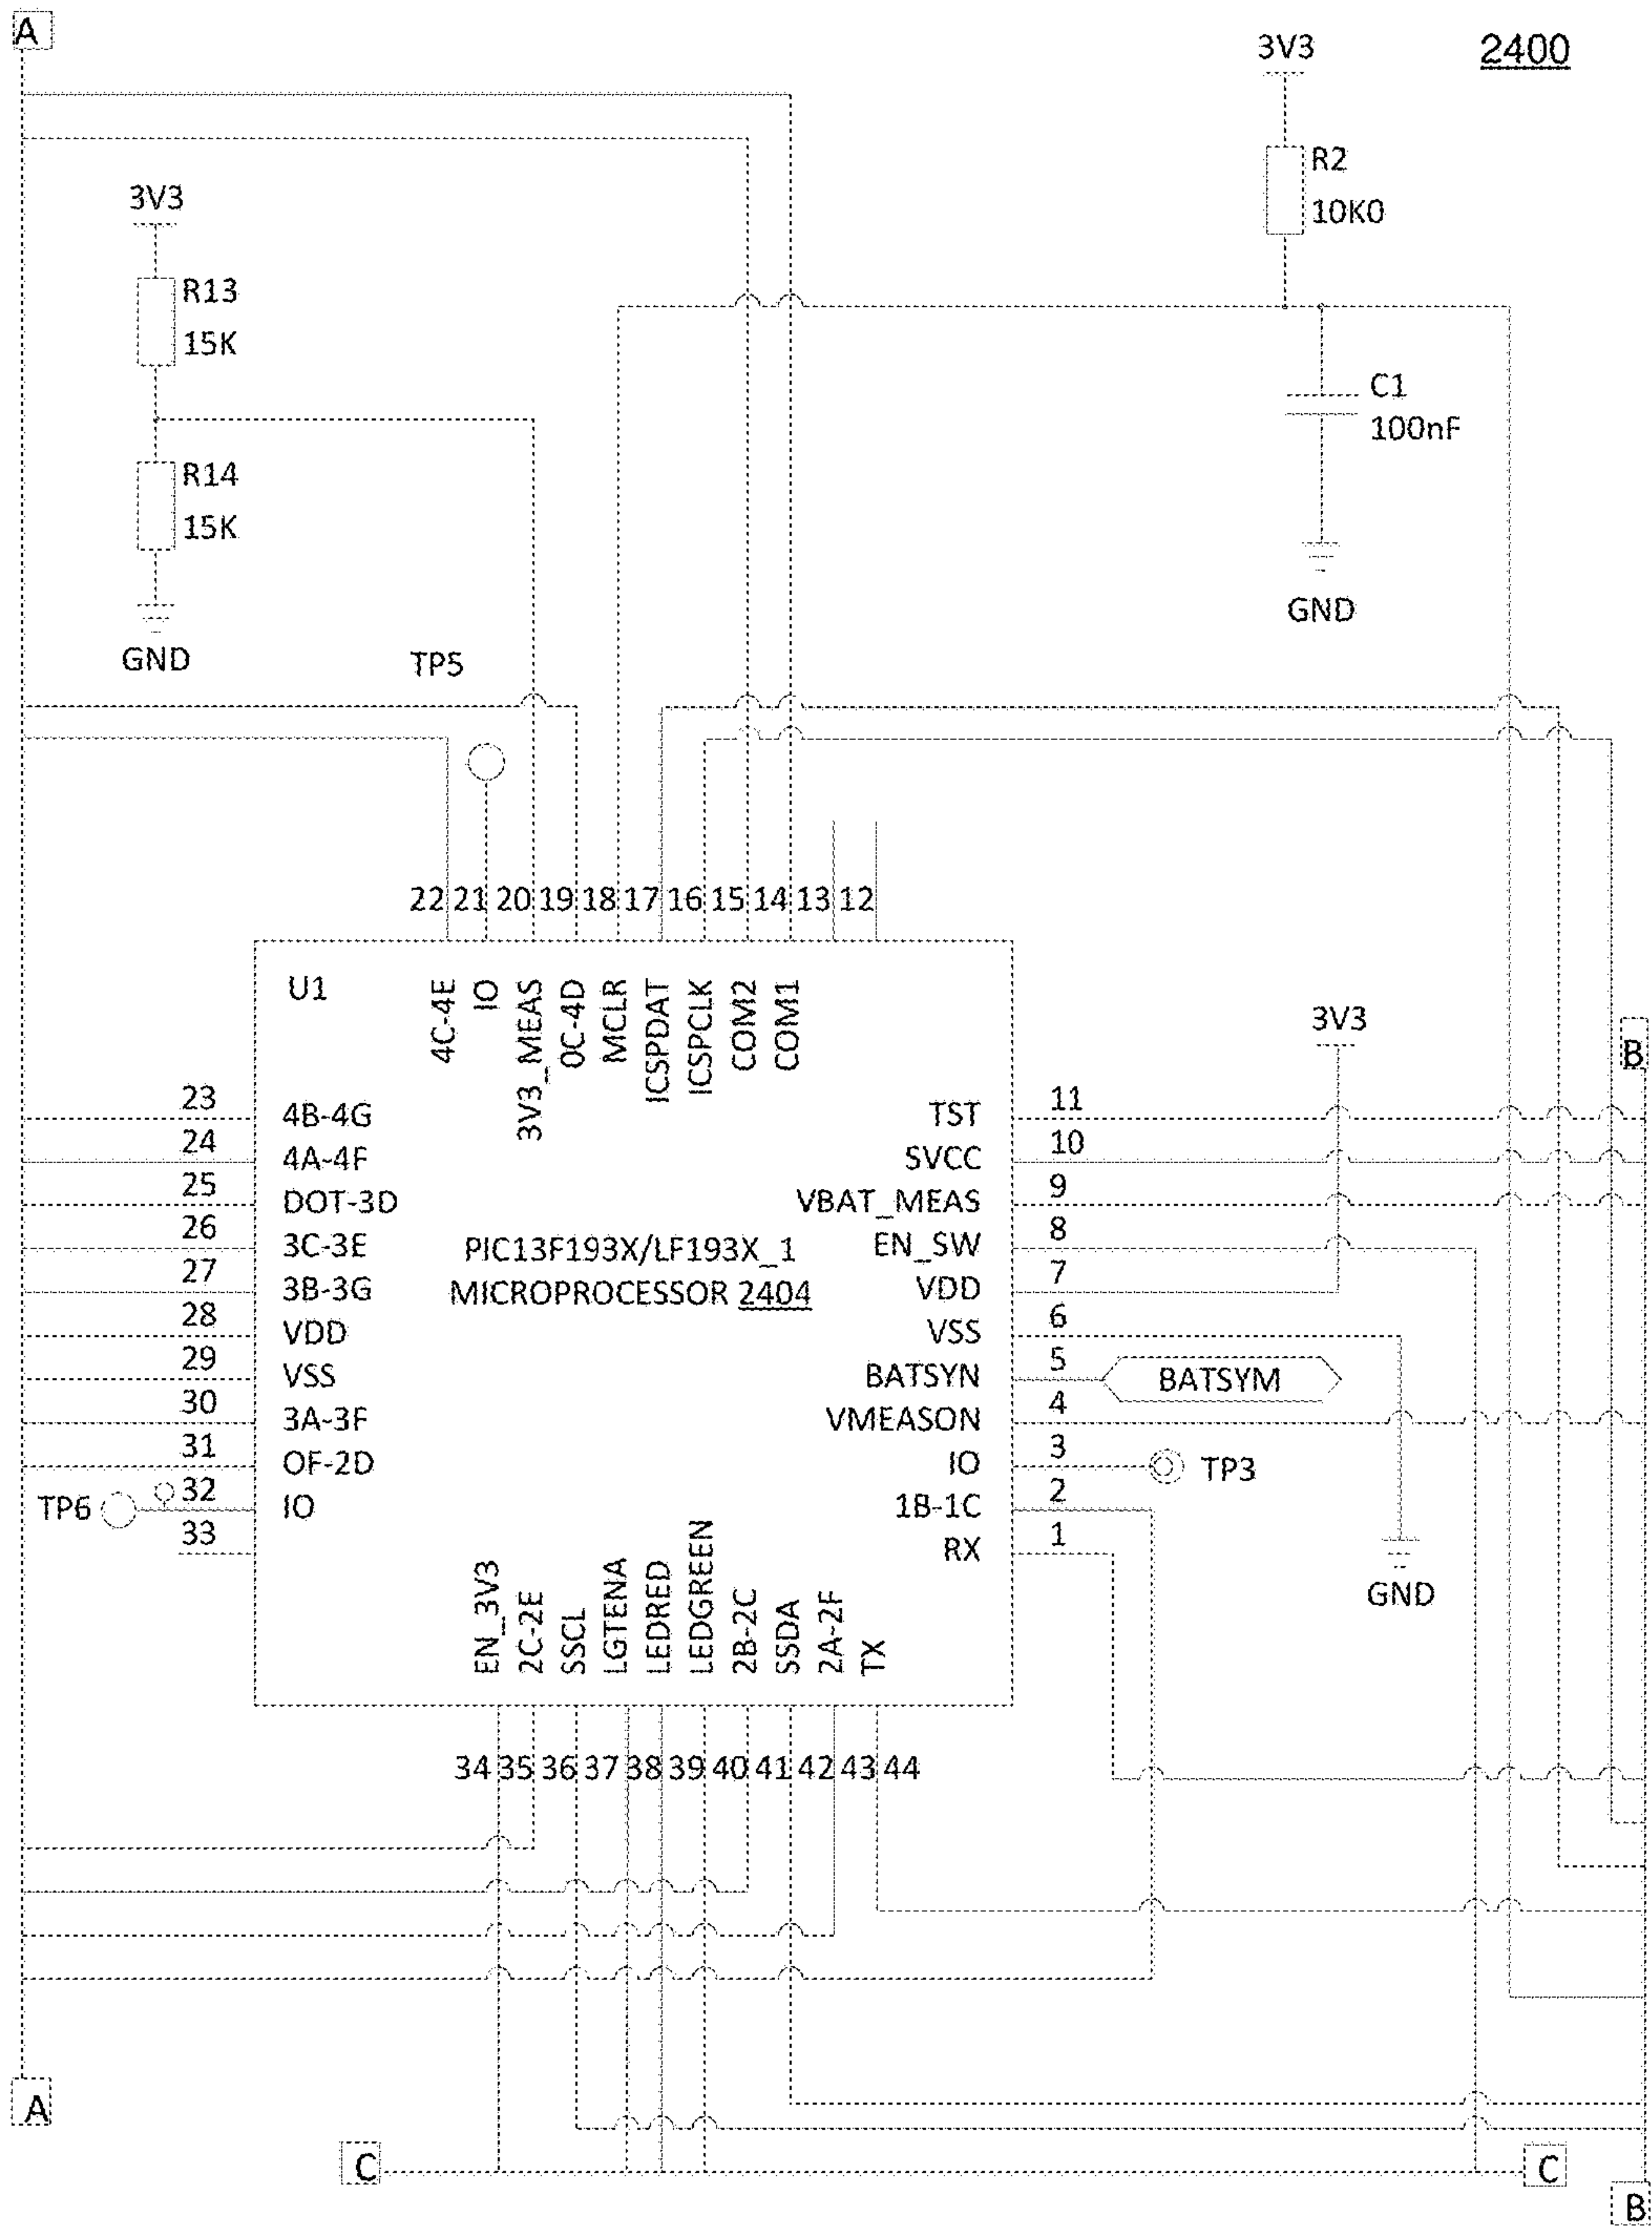 A
3V3
2400
R2
10K0
3V3
R13
15K
C1
100nF
R14
15K
GND
GND
TP5
22 21 20 19 18 17 16 15 14 13 12
U1
4C-4E
IO
3V3_MEAS
0C-4D
MCLR
ICSPDAT
ICSPCLK
COM2
COM1
3V3
B
23 4B-4G
24 4A-4F
25 DOT-3D
26 3C-3E
27 3B-3G
28 VDD
29 VSS
30 3A-3F
31 OF-2D
TP6 32 IO
33
PIC13F193X/LF193X_1
MICROPROCESSOR 2404
TST 11
SVCC 10
VBAT_MEAS 9
EN_SW 8
VDD 7
VSS 6
BATSYN 5 BATSYM
VMEASON 4
IO 3 TP3
1B-1C 2
RX 1
GND
EN_3V3
2C-2E
SSCL
LGTENA
LEDRED
LEDGREEN
2B-2C
SSDA
2A-2F
TX
34 35 36 37 38 39 40 41 42 43 44
A
C
C
B